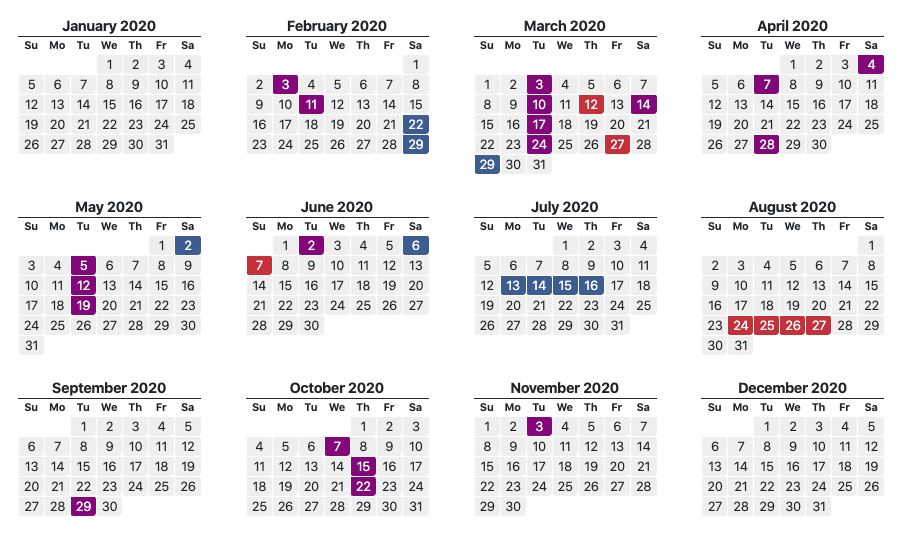 January 2020
Su Mo Tu We Th Fr Sa
1 2 3 4
5 6 7 8 9 10 11
12 13 14 15 16 17 18
19 20 21 22 23 24 25
26 27 28 29 30 31
February 2020
Su Mo Tu We Th Fr Sa
1
2 3 4 5 6 7 8
9 10 11 12 13 14 15
16 17 18 19 20 21 22
23 24 25 26 27 28 29
March 2020
Su Mo Tu We Th Fr Sa
1 2 3 4 5 6 7
8 9 10 11 12 13 14
15 16 17 18 19 20 21
22 23 24 25 26 27 28
29 30 31
April 2020
Su Mo Tu We Th Fr Sa
1 2 3 4
5 6 7 8 9 10 11
12 13 14 15 16 17 18
19 20 21 22 23 24 25
26 27 28 29 30
May 2020
Su Mo Tu We Th Fr Sa
1 2
3 4 5 6 7 8 9
10 11 12 13 14 15 16
17 18 19 20 21 22 23
24 25 26 27 28 29 30
31
June 2020
Su Mo Tu We Th Fr Sa
1 2 3 4 5 6
7 8 9 10 11 12 13
14 15 16 17 18 19 20
21 22 23 24 25 26 27
28 29 30
July 2020
Su Mo Tu We Th Fr Sa
1 2 3 4
5 6 7 8 9 10 11
12 13 14 15 16 17 18
19 20 21 22 23 24 25
26 27 28 29 30 31
August 2020
Su Mo Tu We Th Fr Sa
1
2 3 4 5 6 7 8
9 10 11 12 13 14 15
16 17 18 19 20 21 22
23 24 25 26 27 28 29
30 31
September 2020
Su Mo Tu We Th Fr Sa
1 2 3 4 5
6 7 8 9 10 11 12
13 14 15 16 17 18 19
20 21 22 23 24 25 26
27 28 29 30
October 2020
Su Mo Tu We Th Fr Sa
1 2 3
4 5 6 7 8 9 10
11 12 13 14 15 16 17
18 19 20 21 22 23 24
25 26 27 28 29 30 31
November 2020
Su Mo Tu We Th Fr Sa
1 2 3 4 5 6 7
8 9 10 11 12 13 14
15 16 17 18 19 20 21
22 23 24 25 26 27 28
29 30
December 2020
Su Mo Tu We Th Fr Sa
1 2 3 4 5
6 7 8 9 10 11 12
13 14 15 16 17 18 19
20 21 22 23 24 25 26
27 28 29 30 31